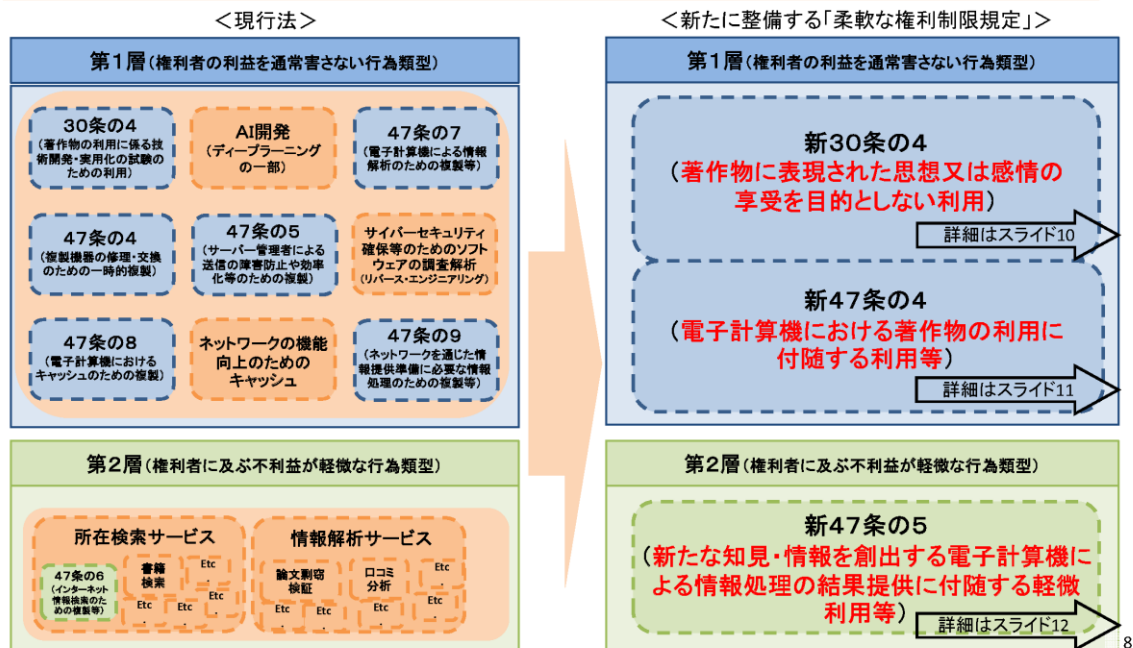 ＜現行法＞
第1層(権利者の利益を通常害さない行為類型)
30条の4
(著作物の利用に係る技
術開発・実用化の試験の
ための利用)
AI開発
(ディープラーニング
の一部)
47条の7
(電子計算機による情報
解析のための複製等)
47条の4
(複製機器の修理・交換
のための一時的複製)
47条の5
(サーバー管理者による
送信の障害防止や効率
化等のための複製)
サイバーセキュリティ
確保等のためのソフト
ウェアの調査解析
(リバース・エンジニアリング)
47条の8
(電子計算機における
キャッシュのための複製)
ネットワークの機能
向上のための
キャッシュ
47条の9
(ネットワークを通じた情
報提供準備に必要な情報
処理のための複製等)
第2層(権利者に及ぶ不利益が軽微な行為類型)
所在検索サービス
47条の6
(インターネット
情報検索のた
めの複製等)
書籍
検索
Etc
.
Etc
.
Etc
.
Etc
.
情報解析サービス
論文剽窃
検証
口コミ
分析
Etc
.
Etc
.
Etc
.
Etc
.
Etc
.
＜新たに整備する「柔軟な権利制限規定」＞
第1層(権利者の利益を通常害さない行為類型)
新30条の4
(著作物に表現された思想又は感情の
享受を目的としない利用)
詳細はスライド10
新47条の4
(電子計算機における著作物の利用に
付随する利用等)
詳細はスライド11
第2層(権利者に及ぶ不利益が軽微な行為類型)
新47条の5
(新たな知見・情報を創出する電子計算機に
よる情報処理の結果提供に付随する軽微
利用等)
詳細はスライド12
8